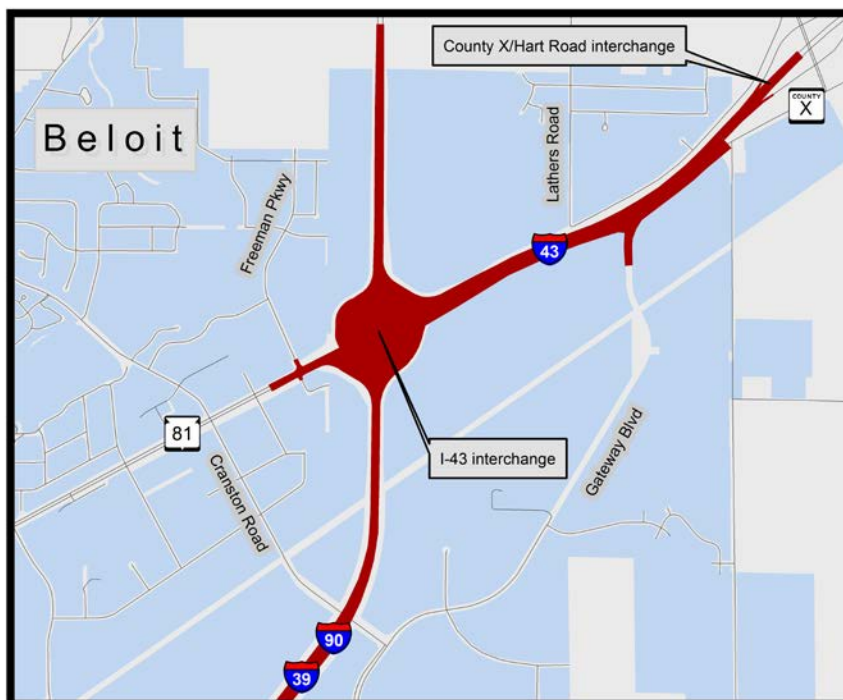 County X/Hart Road interchange
COUNTY
X
Beloit
Lathers Road
Freeman Pkwy
43
81
I-43 interchange
Gateway Blvd
Cranston Road
90
39